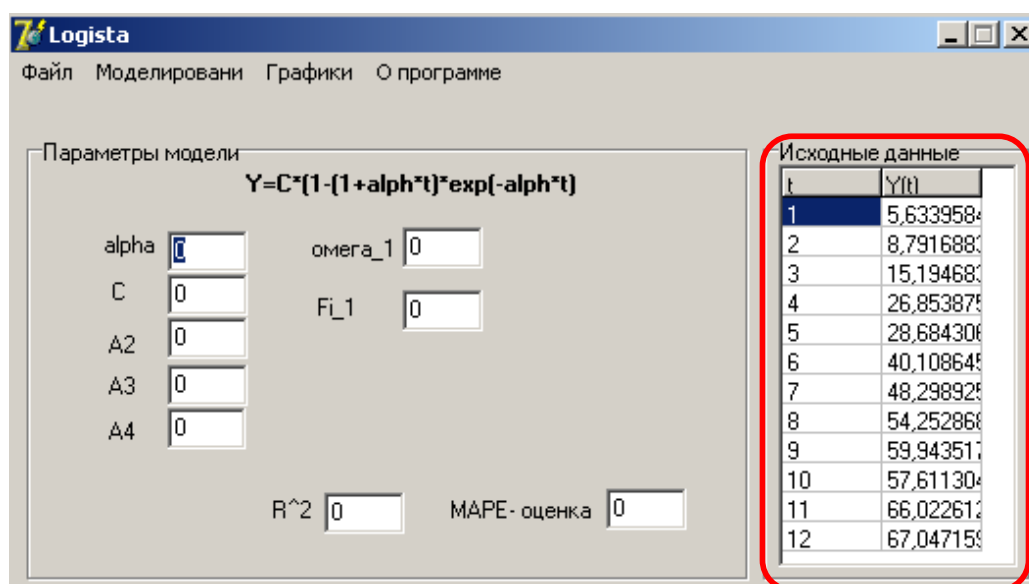 Logista
Файл Моделировани Графики О программе
Параметры модели
Y=C*(1-(1+alph*t)*exp(-alph*t)
alpha 0
омега_1 0
C 0
Fi_1 0
A2 0
A3 0
A4 0
R^2 0
МАРЕ- оценка 0
Исходные данные
t Y(t)
1 5,6339584
2 8,7916883
3 15,194683
4 26,853875
5 28,684306
6 40,108645
7 48,298925
8 54,252868
9 59,943517
10 57,611304
11 66,022612
12 67,047159